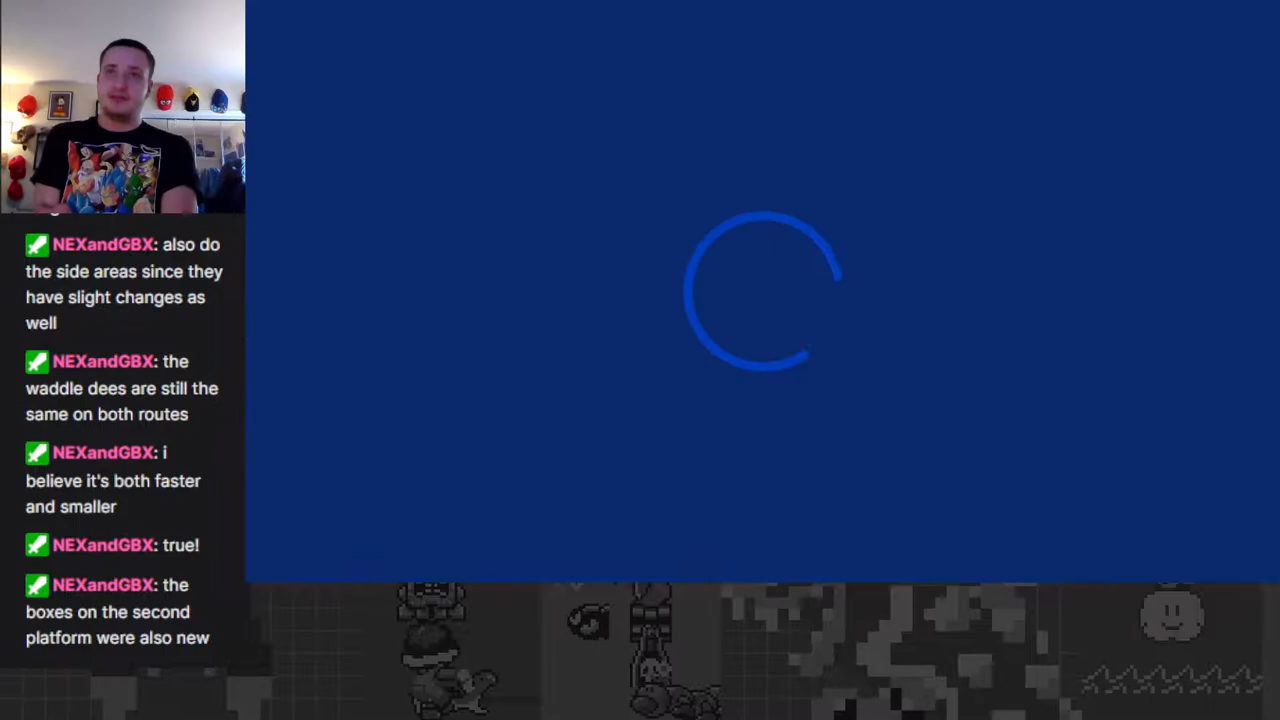 NEXandGBX: also do
the side areas since they
have slight changes as
well
NEXandGBX: the
waddle dees are still the
same on both routes
NEXandGBX: i
believe it's both faster
and smaller
NEXandGBX: true!
NEXandGBX: the
boxes on the second
platform were also new